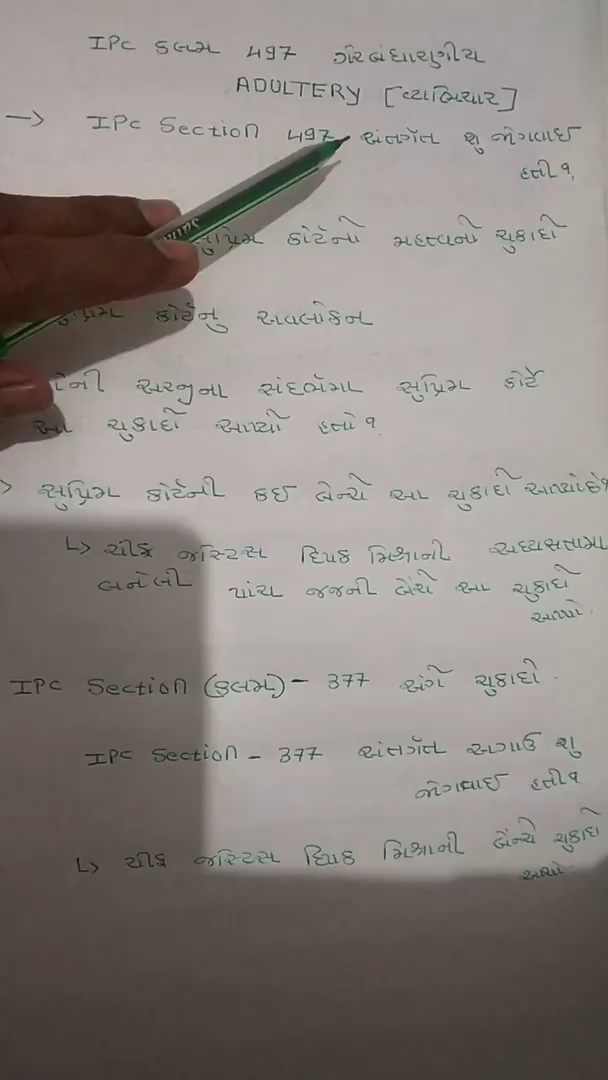 IPC કલમ 497 ગેરબંધારણીય
ADULTERY [વ્યભિચાર]
→ IPC Section 497 અંતર્ગત શુ જોગવાઈ
હતી ?
સુપ્રિમ કોર્ટનો મહત્વનો ચુકાદો
સુપ્રિમ કોર્ટનુ અવલોકન
અરજીના સંદર્ભમા સુપ્રિમ કોર્ટે
આ ચુકાદો આપ્યો હતો ?
સુપ્રિમ કોર્ટની કઈ બેન્ચે આ ચુકાદો આપ્યો છે ?
↳ ચીફ જસ્ટિસ દિપક મિશ્રાની અધ્યક્ષતામા
બનેલી પાંચ જજની બેંચે આ ચુકાદો
આપ્યો.
IPC Section (કલમ) - 377 અંગે ચુકાદો.
IPC Section - 377 અંતર્ગત અગાઉ શુ
જોગવાઈ હતી ?
↳ ચીફ જસ્ટિસ દિપક મિશ્રાની બેન્ચે ચુકાદો
આપ્યો.